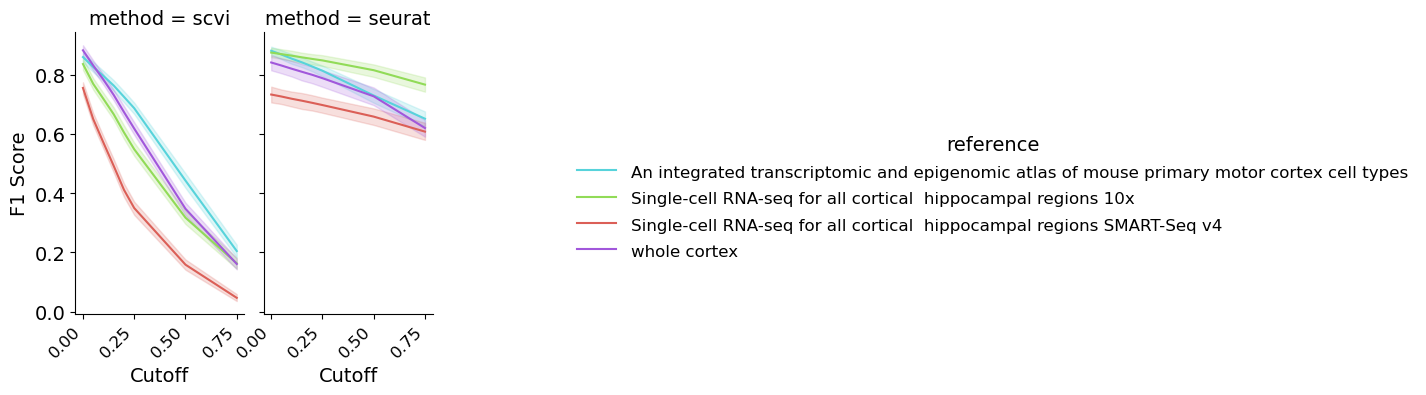 method = scvi
method = seurat
F1 Score
0.8
0.6
0.4
0.2
0.0
0.00
0.25
0.50
0.75
0.00
0.25
0.50
0.75
Cutoff
Cutoff
reference
An integrated transcriptomic and epigenomic atlas of mouse primary motor cortex cell types
Single-cell RNA-seq for all cortical  hippocampal regions 10x
Single-cell RNA-seq for all cortical  hippocampal regions SMART-Seq v4
whole cortex